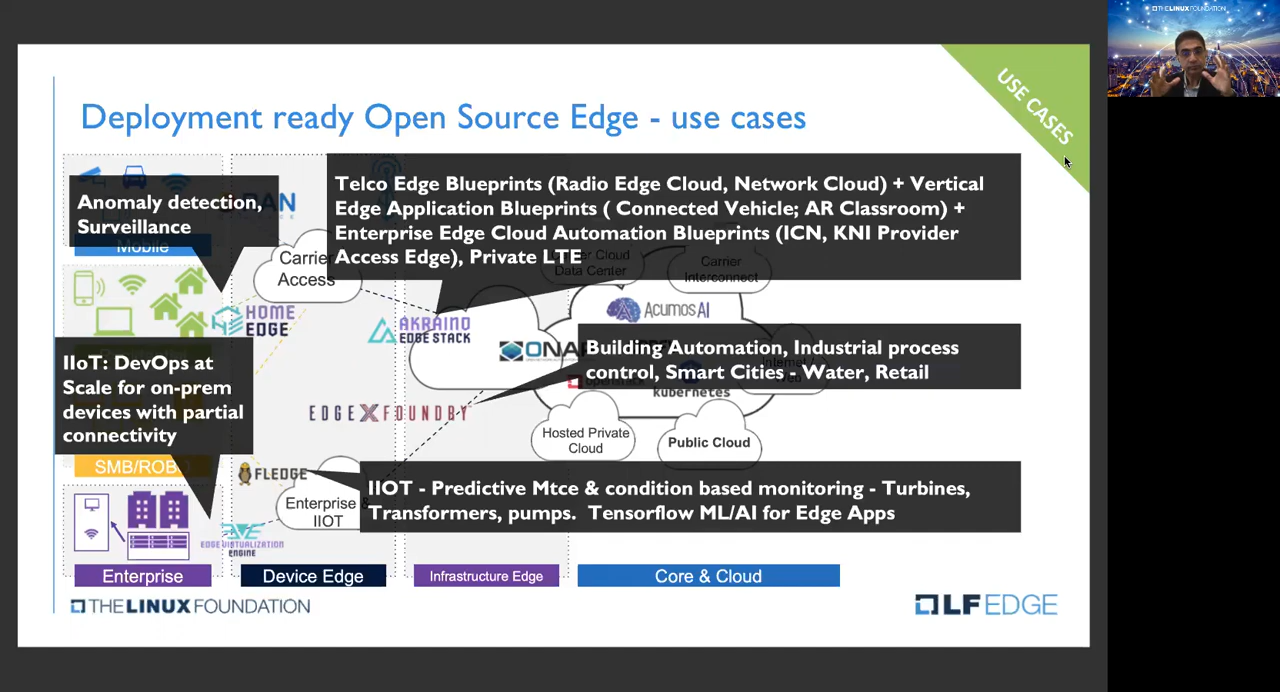 THE LINUX FOUNDATION
USE CASES
Deployment ready Open Source Edge - use cases
Anomaly detection,
Surveillance
Mobile
Telco Edge Blueprints (Radio Edge Cloud, Network Cloud) + Vertical
Edge Application Blueprints ( Connected Vehicle; AR Classroom) +
Enterprise Edge Cloud Automation Blueprints (ICN, KNI Provider
Access Edge), Private LTE
Carrier
Access
Cloud
Data Center
Carrier
Interconnect
HOME
EDGE
AKRAINO
EDGE STACK
Acumos AI
ONAP
Building Automation, Industrial process
control, Smart Cities - Water, Retail
openstack
kubernetes
IIoT: DevOps at
Scale for on-prem
devices with partial
connectivity
EDGE X FOUNDRY
Hosted Private
Cloud
Public Cloud
SMB/ROBO
FLEDGE
Enterprise &
IIOT
IIOT - Predictive Mtce & condition based monitoring - Turbines,
Transformers, pumps. Tensorflow ML/AI for Edge Apps
EDGE VIRTUALIZATION
ENGINE
Enterprise
Device Edge
Infrastructure Edge
Core & Cloud
THE LINUX FOUNDATION
LF EDGE